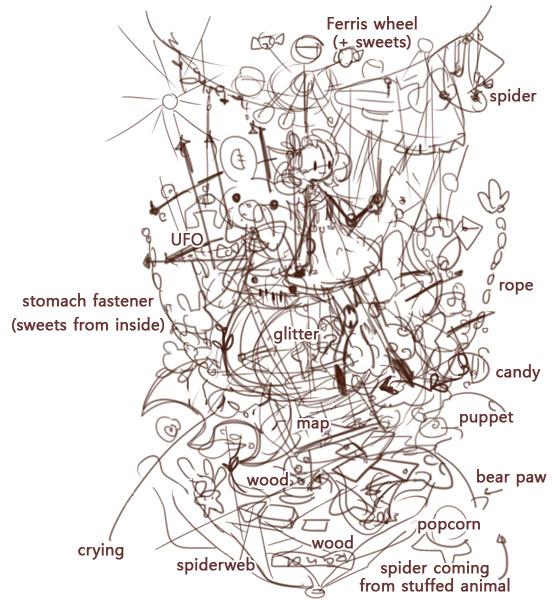 Ferris wheel
(+ sweets)
spider
UFO
rope
stomach fastener
(sweets from inside)
glitter
candy
puppet
map
wood
bear paw
popcorn
wood
crying
spiderweb
spider coming
from stuffed animal